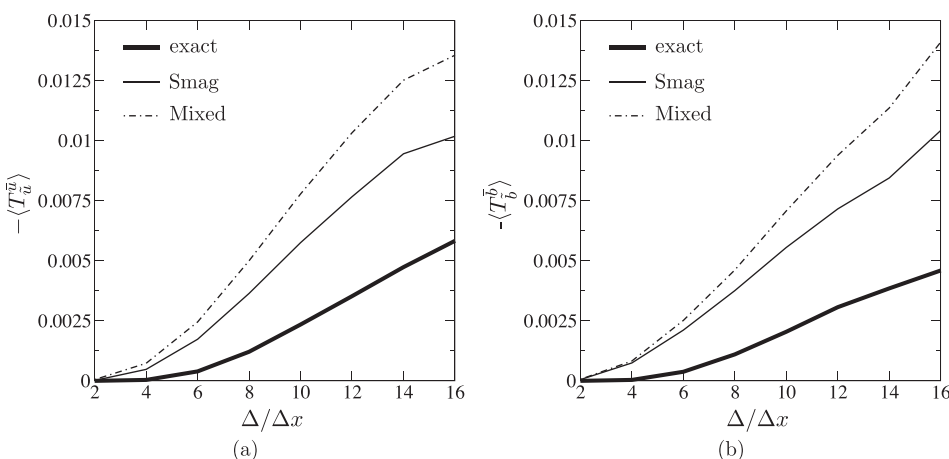 0.015
0.0125
0.01
0.0075
0.005
0.0025
0
−⟨T^ū_ũ⟩
exact
Smag
Mixed
2 4 6 8 10 12 14 16
Δ/Δx
(a)
0.015
0.0125
0.01
0.0075
0.005
0.0025
0
-⟨T^b̄_b̃⟩
exact
Smag
Mixed
2 4 6 8 10 12 14 16
Δ/Δx
(b)